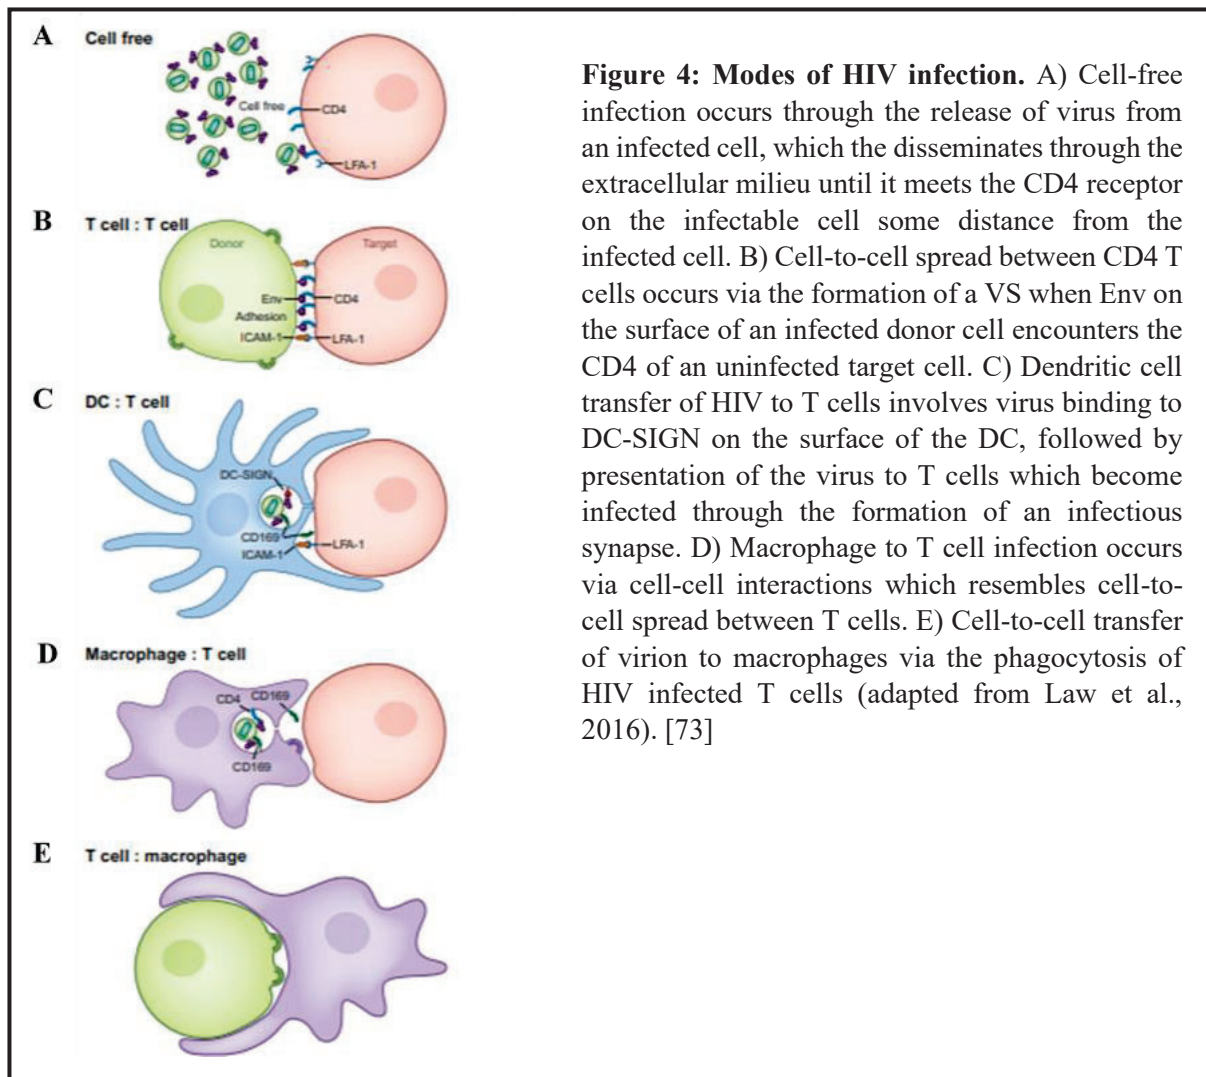 A
Cell free
Cell free
CD4
LFA-1
B
T cell : T cell
Donor
Target
Env
CD4
Adhesion
ICAM-1
LFA-1
C
DC : T cell
DC-SIGN
CD169
ICAM-1
LFA-1
D
Macrophage : T cell
CD4
CD169
CD169
E
T cell : macrophage
Figure 4: Modes of HIV infection. A) Cell-free
infection occurs through the release of virus from
an infected cell, which the disseminates through the
extracellular milieu until it meets the CD4 receptor
on the infectable cell some distance from the
infected cell. B) Cell-to-cell spread between CD4 T
cells occurs via the formation of a VS when Env on
the surface of an infected donor cell encounters the
CD4 of an uninfected target cell. C) Dendritic cell
transfer of HIV to T cells involves virus binding to
DC-SIGN on the surface of the DC, followed by
presentation of the virus to T cells which become
infected through the formation of an infectious
synapse. D) Macrophage to T cell infection occurs
via cell-cell interactions which resembles cell-to-
cell spread between T cells. E) Cell-to-cell transfer
of virion to macrophages via the phagocytosis of
HIV infected T cells (adapted from Law et al.,
2016). [73]